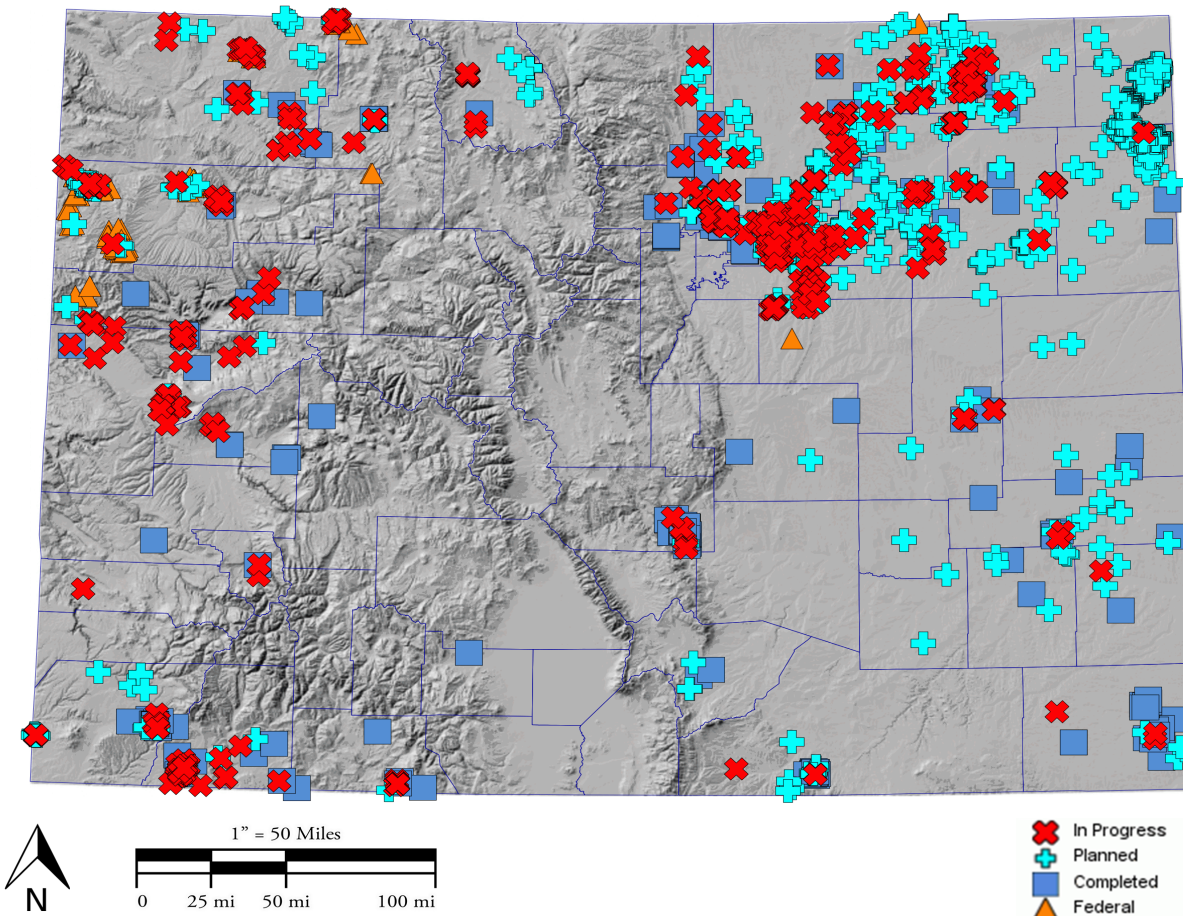 1” = 50 Miles
0 25 mi 50 mi 100 mi
N
In Progress
Planned
Completed
Federal